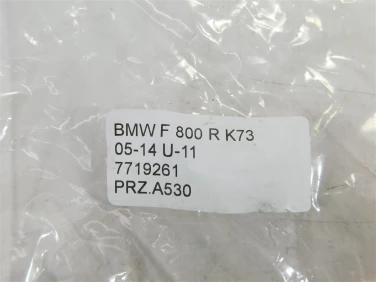 BMW F 800 R K73
05-14 U-11
7719261
PRZ.A530